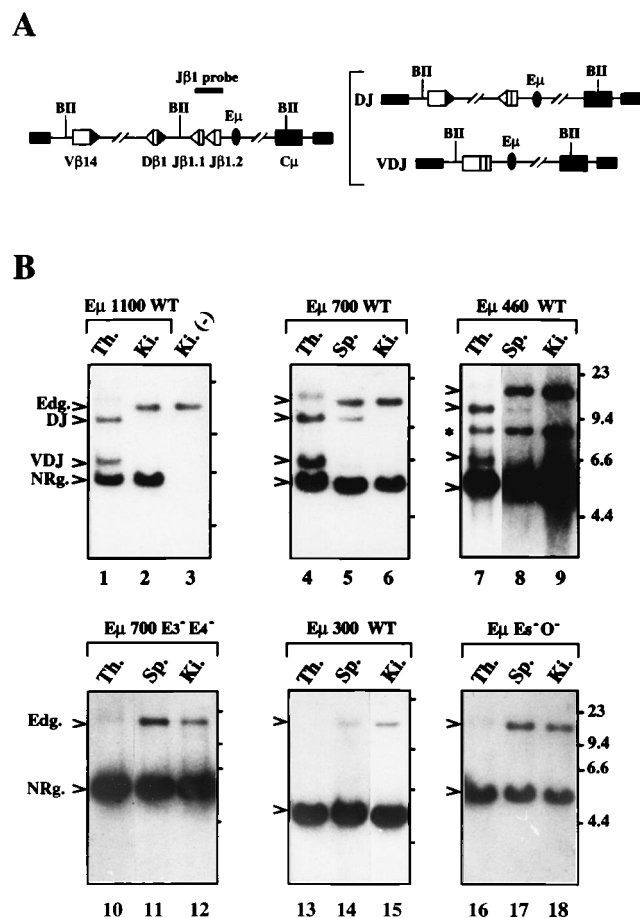 A
Jβ1 probe
BII BII Eμ BII
Vβ14 Dβ1 Jβ1.1 Jβ1.2 Cμ
DJ BII Eμ BII
VDJ BII Eμ BII
B
Eμ 1100 WT
Th. Ki. Ki. (-)
Edg.
DJ
VDJ
NRg.
1 2 3
Eμ 700 WT
Th. Sp. Ki.
4 5 6
Eμ 460 WT
Th. Sp. Ki.
*
23
9.4
6.6
4.4
7 8 9
Eμ 700 E3⁻ E4⁻
Th. Sp. Ki.
Edg.
NRg.
10 11 12
Eμ 300 WT
Th. Sp. Ki.
13 14 15
Eμ Es⁻O⁻
Th. Sp. Ki.
23
9.4
6.6
4.4
16 17 18